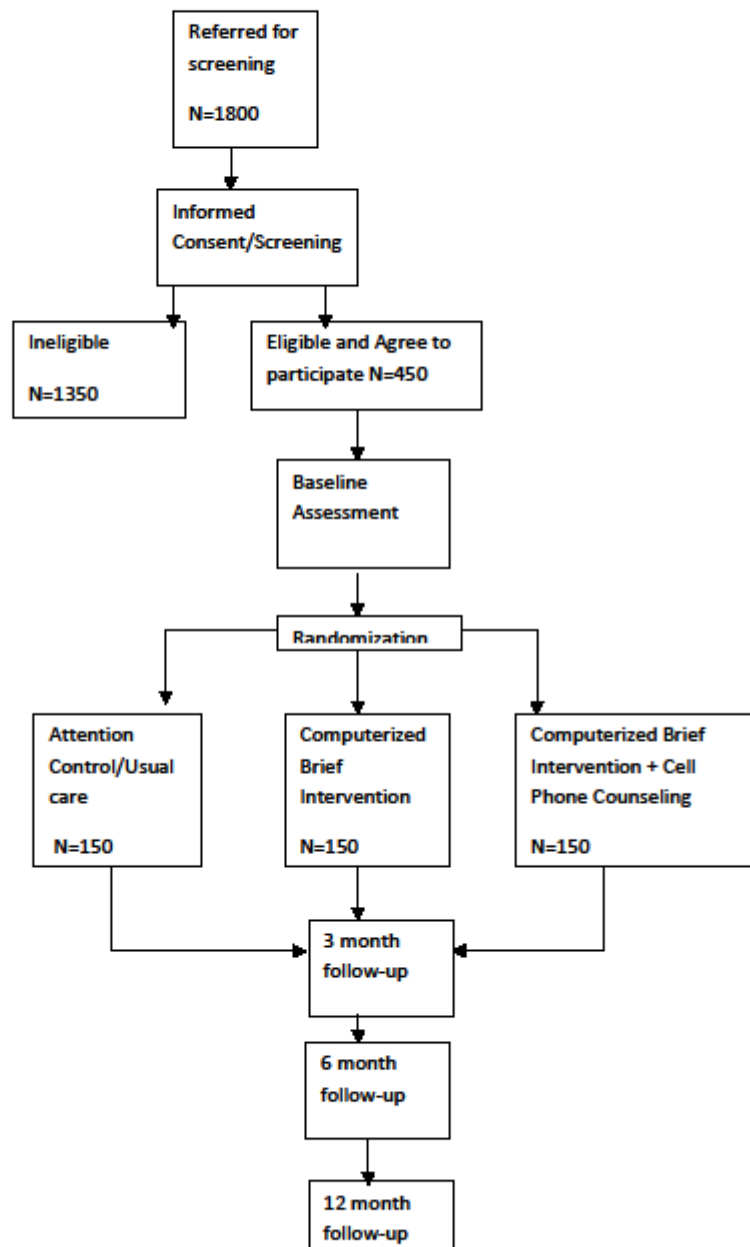 Referred for
screening
N=1800
Informed
Consent/Screening
Ineligible
N=1350
Eligible and Agree to
participate N=450
Baseline
Assessment
Randomization
Attention
Control/Usual
care
N=150
Computerized
Brief
Intervention
N=150
Computerized Brief
Intervention + Cell
Phone Counseling
N=150
3 month
follow-up
6 month
follow-up
12 month
follow-up